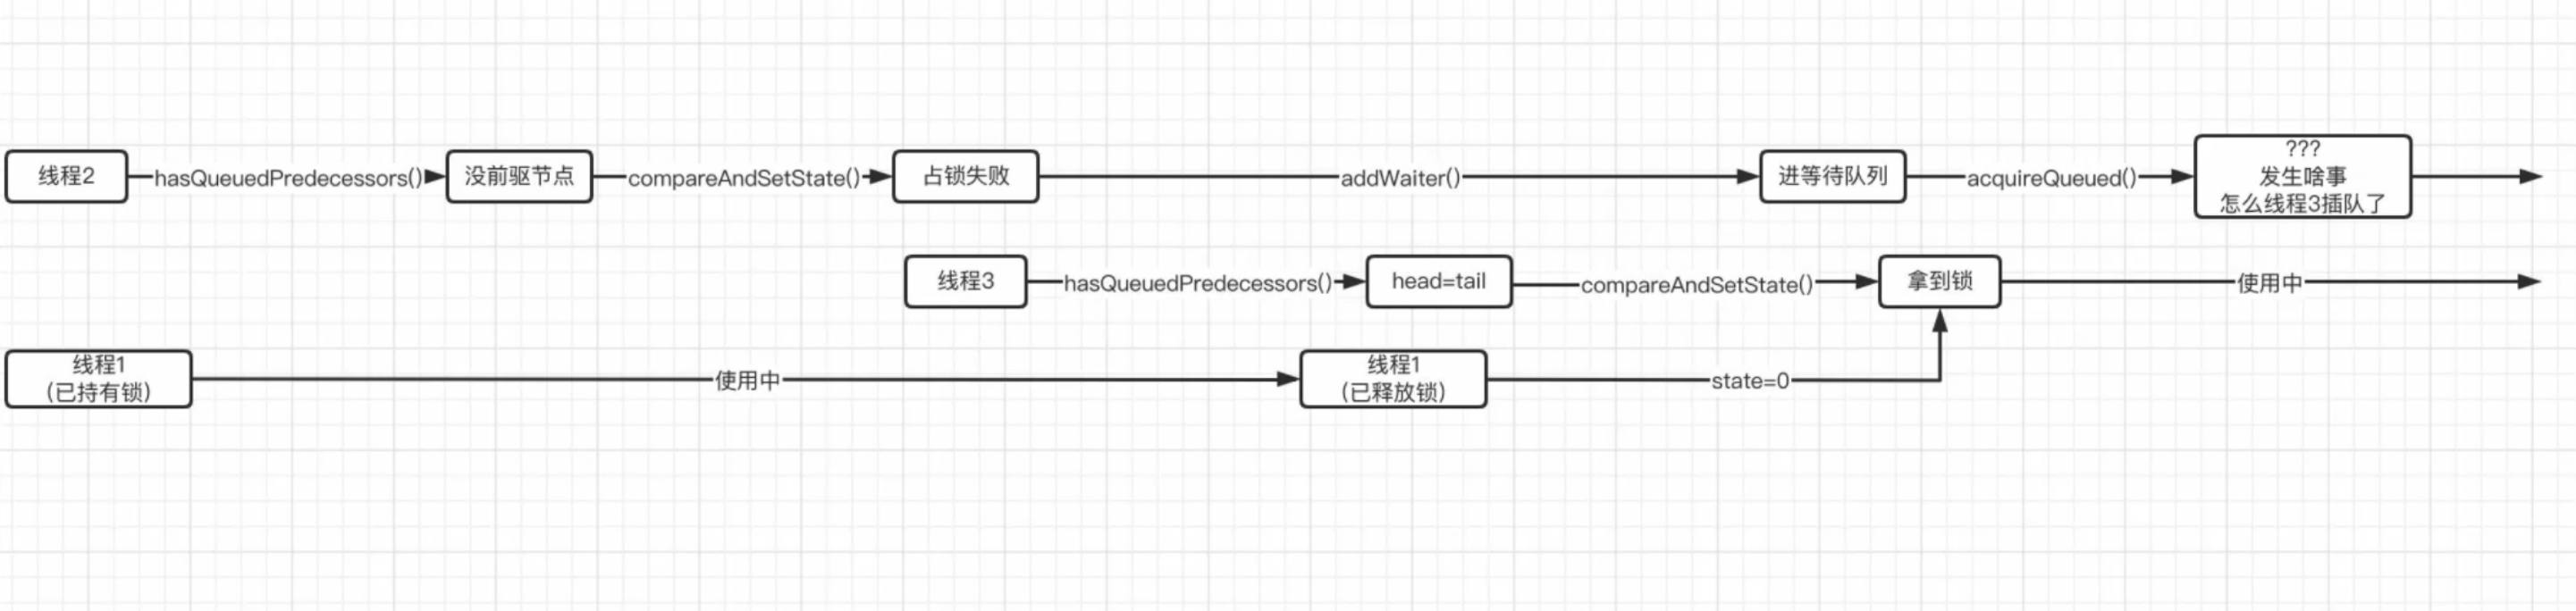 线程2
hasQueuedPredecessors()
没前驱节点
compareAndSetState()
占锁失败
addWaiter()
进等待队列
acquireQueued()
???
发生啥事
怎么线程3插队了
线程3
hasQueuedPredecessors()
head=tail
compareAndSetState()
拿到锁
使用中
线程1
（已持有锁）
使用中
线程1
（已释放锁）
state=0